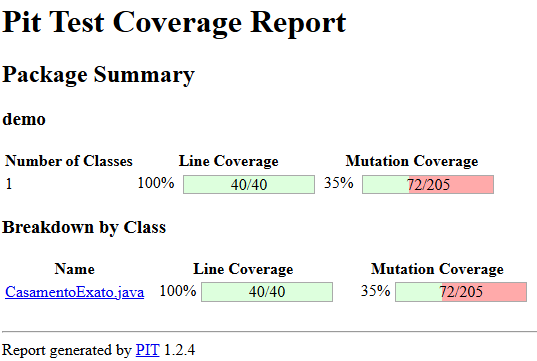 Pit Test Coverage Report
Package Summary
demo
Number of Classes Line Coverage Mutation Coverage
1 100% 40/40 35% 72/205
Breakdown by Class
Name Line Coverage Mutation Coverage
CasamentoExato.java 100% 40/40 35% 72/205
Report generated by PIT 1.2.4